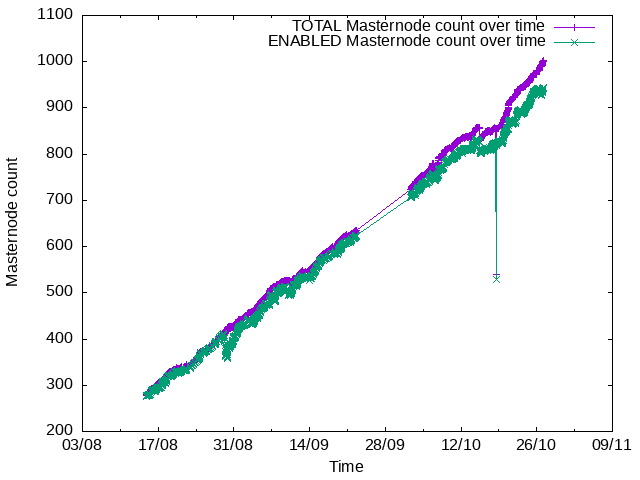 TOTAL Masternode count over time
ENABLED Masternode count over time
Masternode count
1100
1000
900
800
700
600
500
400
300
200
03/08 17/08 31/08 14/09 28/09 12/10 26/10 09/11
Time